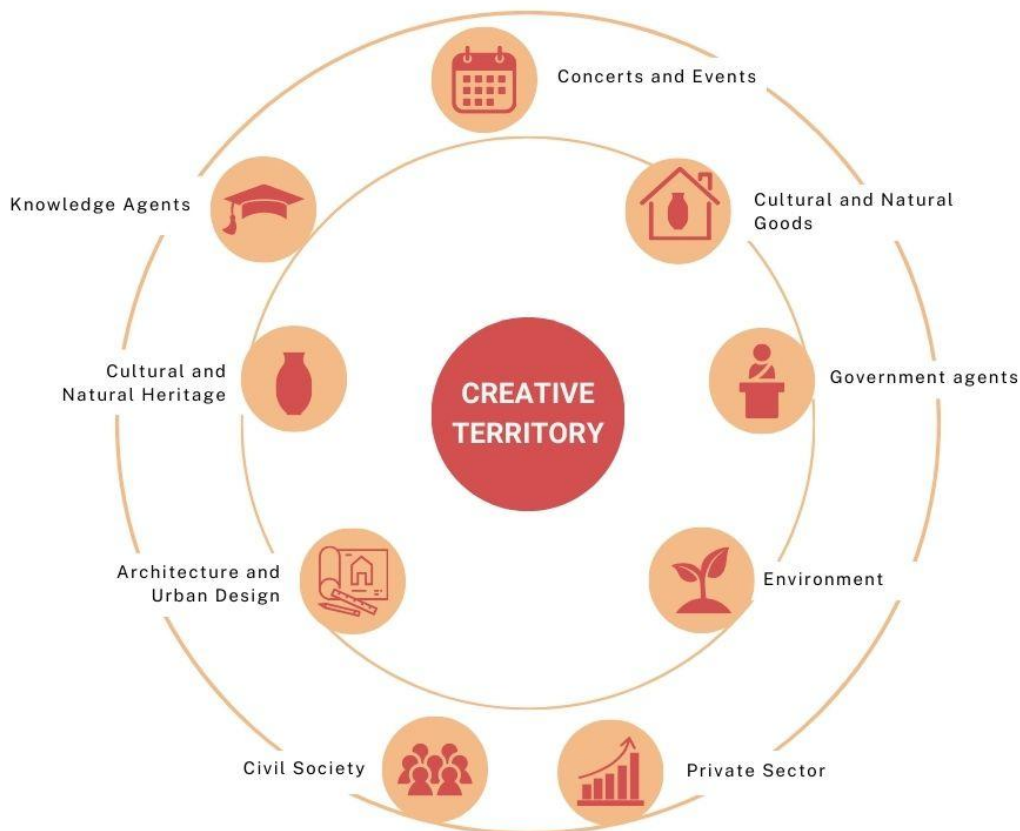 Concerts and Events
Knowledge Agents
Cultural and Natural
Goods
Cultural and
Natural Heritage
CREATIVE
TERRITORY
Government agents
Architecture and
Urban Design
Environment
Civil Society
Private Sector